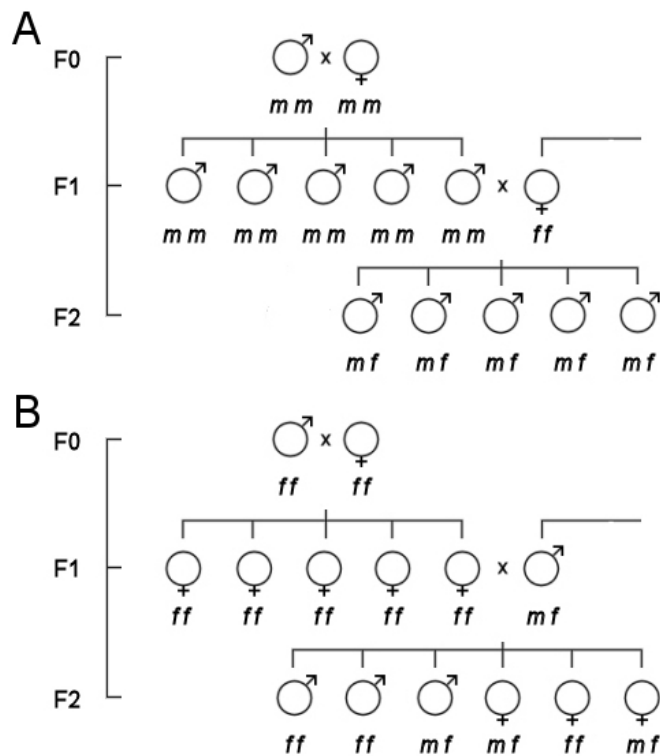 A
F0
♂ x ♀
m m m m
F1
♂ ♂ ♂ ♂ ♂ x ♀
m m m m m m m m m m f f
F2
♂ ♂ ♂ ♂ ♂
m f m f m f m f m f
B
F0
♂ x ♀
f f f f
F1
♀ ♀ ♀ ♀ ♀ x ♂
f f f f f f f f f f m f
F2
♂ ♂ ♂ ♀ ♀ ♀
f f f f m f m f f f m f